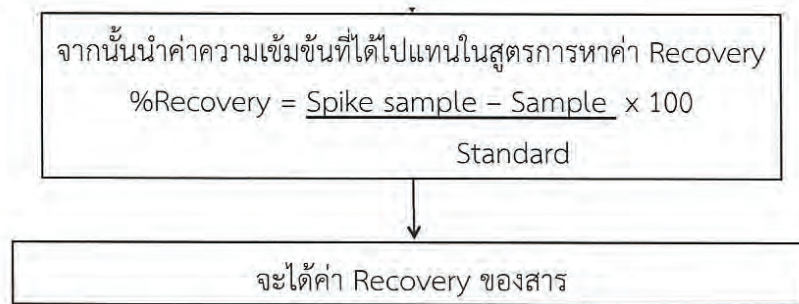 จากนั้นนำค่าความเข้มข้นที่ได้ไปแทนในสูตรการหาค่า Recovery
%Recovery = Spike sample – Sample x 100
Standard
จะได้ค่า Recovery ของสาร